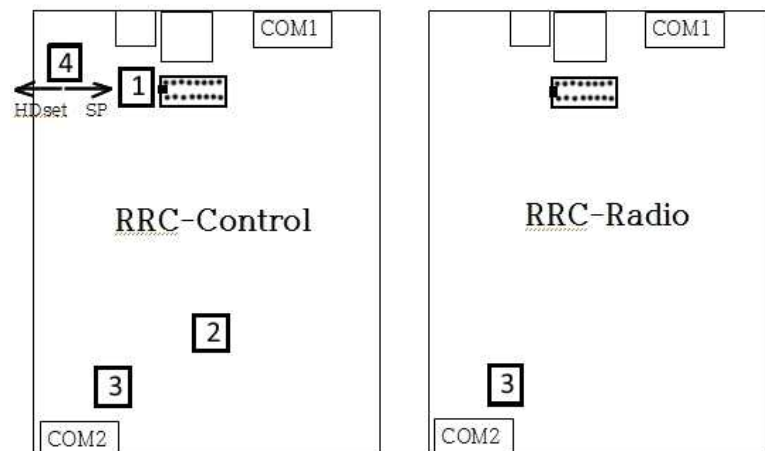 COM1
4
1
HDset SP
RRC-Control
2
3
COM2
COM1
RRC-Radio
3
COM2